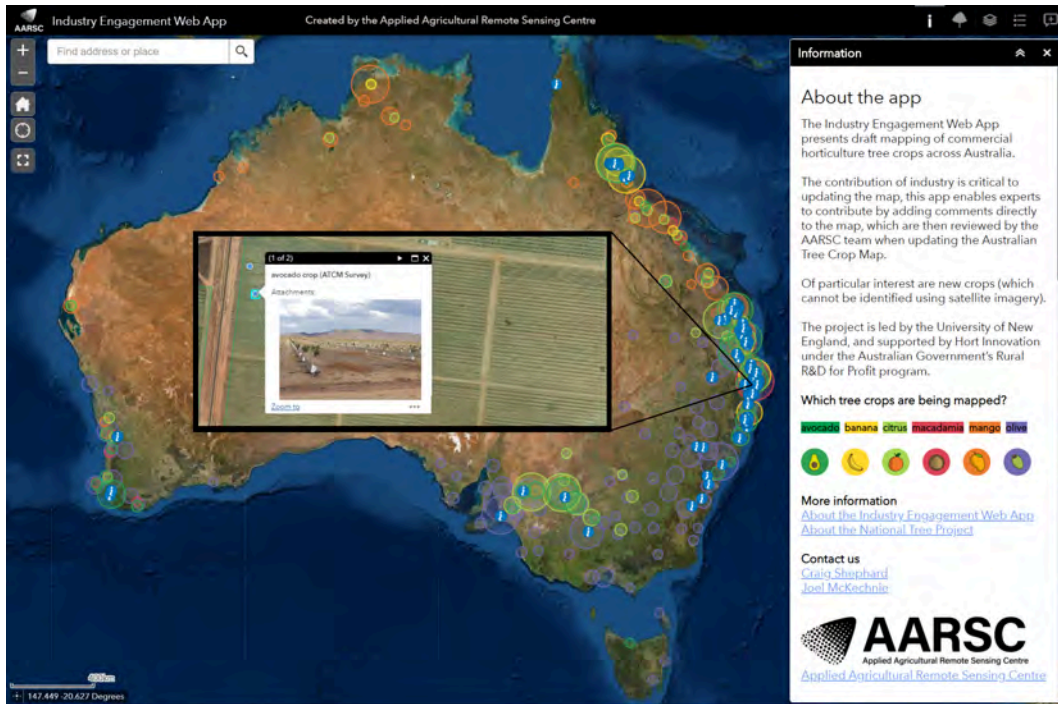 AARSC
Industry Engagement Web App
Created by the Applied Agricultural Remote Sensing Centre
Find address or place
Information
About the app
The Industry Engagement Web App
presents draft mapping of commercial
horticulture tree crops across Australia.
The contribution of industry is critical to
updating the map, this app enables experts
to contribute by adding comments directly
to the map, which are then reviewed by the
AARSC team when updating the Australian
Tree Crop Map.
Of particular interest are new crops (which
cannot be identified using satellite imagery).
The project is led by the University of New
England, and supported by Hort Innovation
under the Australian Government's Rural
R&D for Profit program.
Which tree crops are being mapped?
avocado banana citrus macadamia mango olive
More information
About the Industry Engagement Web App
About the National Tree Project
Contact us
Craig Shephard
Joel McKechnie
AARSC
Applied Agricultural Remote Sensing Centre
Applied Agricultural Remote Sensing Centre
(1 of 2)
avocado crop (ATCM Survey)
Attachments:
Zoom to
400km
147.449 -20.627 Degrees